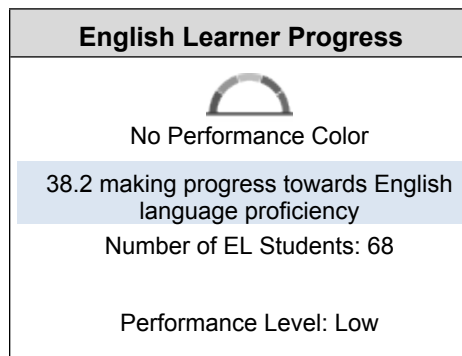 English Learner Progress
No Performance Color
38.2 making progress towards English
language proficiency
Number of EL Students: 68
Performance Level: Low